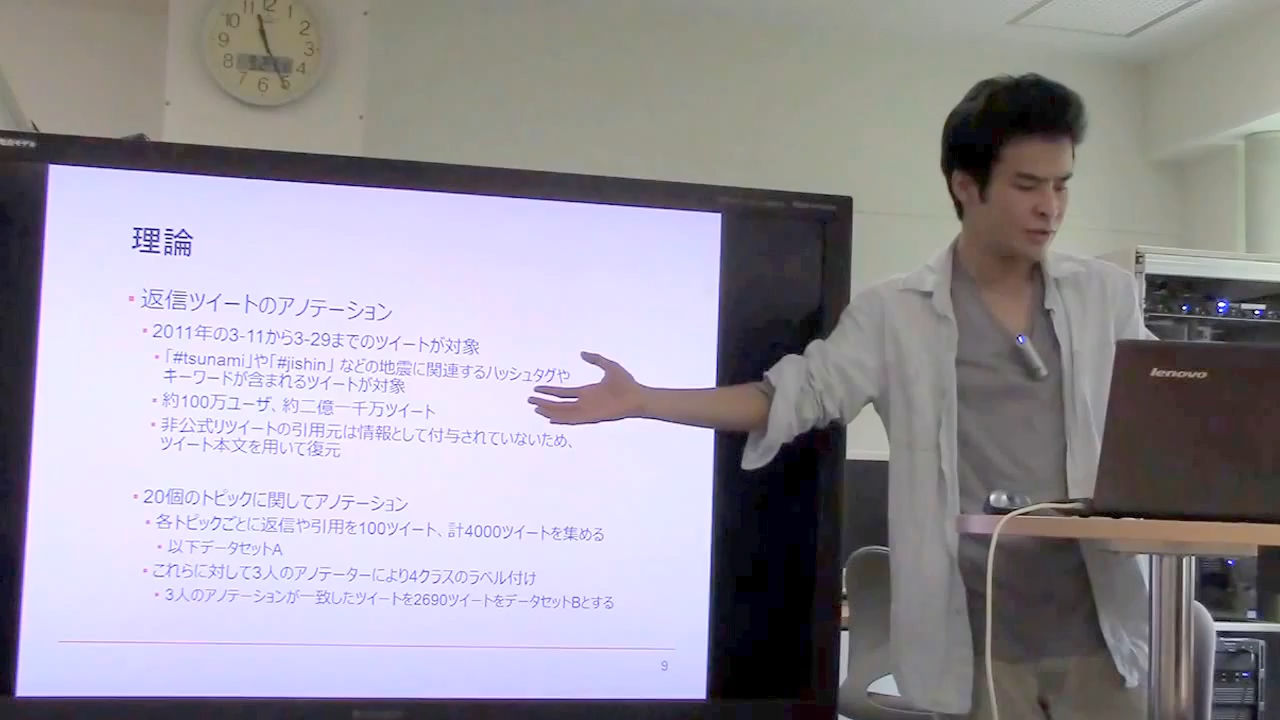 11 12 1
10 2
9 3
8 4
7 6 5
理論
返信ツイートのアノテーション
2011年の3-11から3-29までのツイートが対象
「#tsunami」や「#jishin」 などの地震に関連するハッシュタグや
キーワードが含まれるツイートが対象
約100万ユーザ、約二億一千万ツイート
非公式リツイートの引用元は情報として付与されていないため、
ツイート本文を用いて復元
20個のトピックに関してアノテーション
各トピックごとに返信や引用を100ツイート、計4000ツイートを集める
以下データセットA
これらに対して3人のアノテーターにより4クラスのラベル付け
3人のアノテーションが一致したツイートを2690ツイートをデータセットBとする
9
lenovo